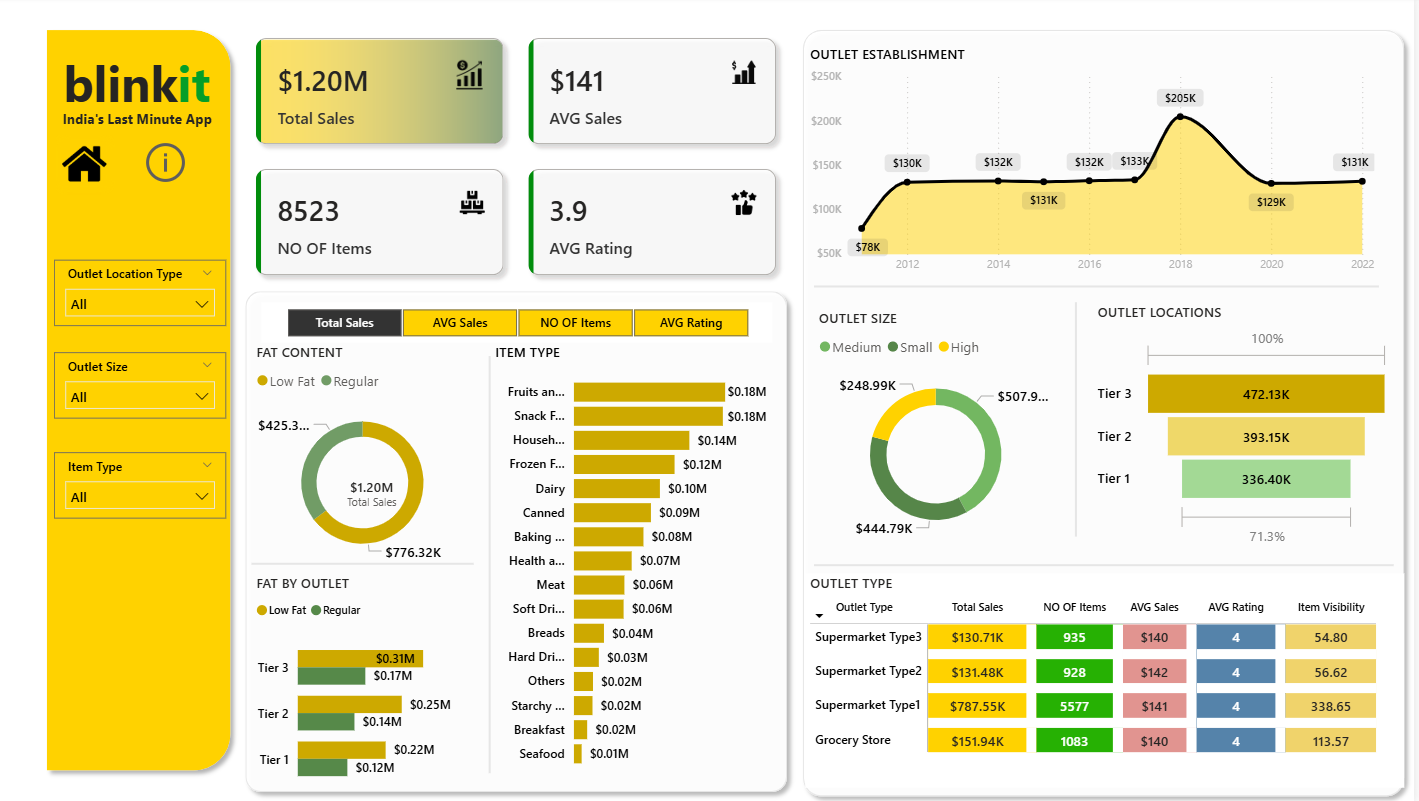 blinkit
India's Last Minute App
Outlet Location Type
All
Outlet Size
All
Item Type
All
$1.20M
Total Sales
$141
AVG Sales
8523
NO OF Items
3.9
AVG Rating
Total Sales AVG Sales NO OF Items AVG Rating
FAT CONTENT
Low Fat Regular
$425.3...
$1.20M
Total Sales
$776.32K
FAT BY OUTLET
Low Fat Regular
Tier 3 $0.31M
$0.17M
Tier 2 $0.25M
$0.14M
Tier 1 $0.22M
$0.12M
ITEM TYPE
Fruits an... $0.18M
Snack F... $0.18M
Househ... $0.14M
Frozen F... $0.12M
Dairy $0.10M
Canned $0.09M
Baking ... $0.08M
Health a... $0.07M
Meat $0.06M
Soft Dri... $0.06M
Breads $0.04M
Hard Dri... $0.03M
Others $0.02M
Starchy ... $0.02M
Breakfast $0.02M
Seafood $0.01M
OUTLET ESTABLISHMENT
$250K
$200K
$150K
$100K
$50K
$78K $130K $132K $131K $132K $133K $205K $129K $131K
2012 2014 2016 2018 2020 2022
OUTLET SIZE
Medium Small High
$248.99K
$507.9...
$444.79K
OUTLET LOCATIONS
100%
Tier 3 472.13K
Tier 2 393.15K
Tier 1 336.40K
71.3%
OUTLET TYPE
Outlet Type Total Sales NO OF Items AVG Sales AVG Rating Item Visibility
Supermarket Type3 $130.71K 935 $140 4 54.80
Supermarket Type2 $131.48K 928 $142 4 56.62
Supermarket Type1 $787.55K 5577 $141 4 338.65
Grocery Store $151.94K 1083 $140 4 113.57